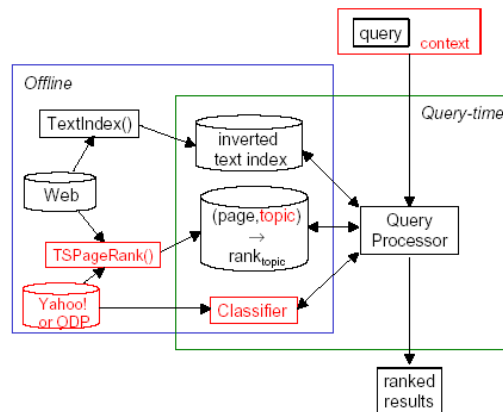 query
context
Offline
Query-time
TextIndex()
inverted
text index
Web
(page,topic)
→
rank topic
Query
Processor
TSPageRank()
Yahoo!
or ODP
Classifier
ranked
results